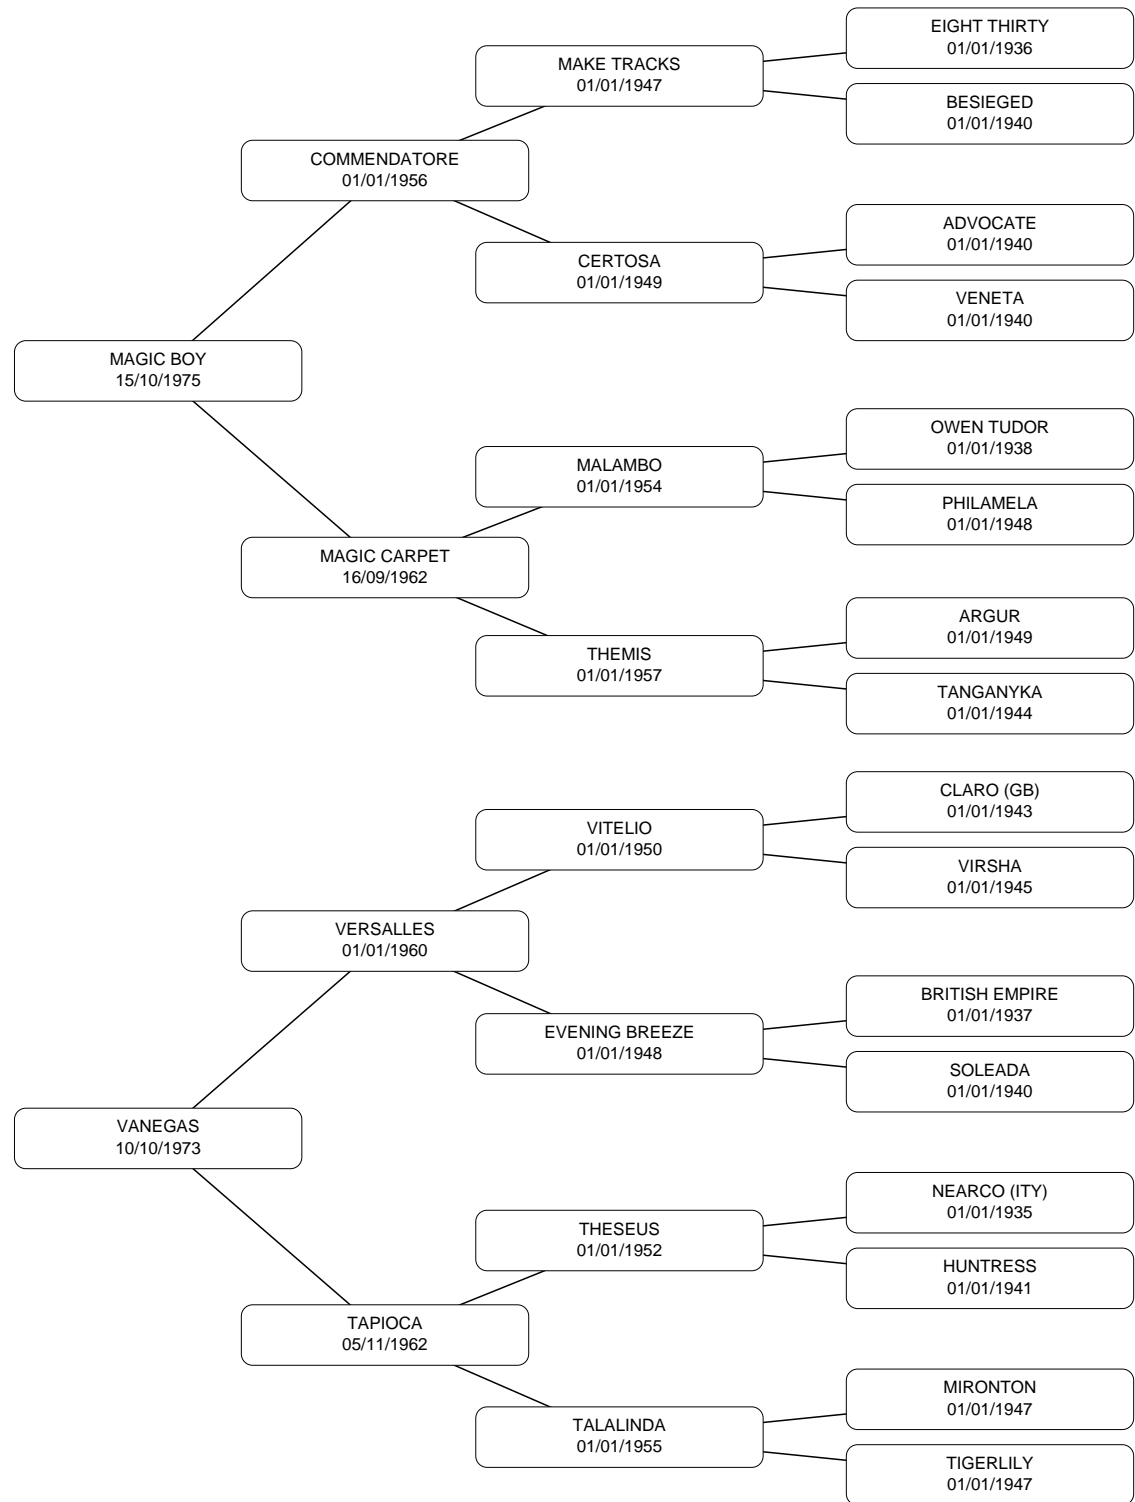 EIGHT THIRTY
01/01/1936
MAKE TRACKS
01/01/1947
BESIEGED
01/01/1940
COMMENDATORE
01/01/1956
ADVOCATE
01/01/1940
CERTOSA
01/01/1949
VENETA
01/01/1940
MAGIC BOY
15/10/1975
OWEN TUDOR
01/01/1938
MALAMBO
01/01/1954
PHILAMELA
01/01/1948
MAGIC CARPET
16/09/1962
ARGUR
01/01/1949
THEMIS
01/01/1957
TANGANYKA
01/01/1944
CLARO (GB)
01/01/1943
VITELIO
01/01/1950
VIRSHA
01/01/1945
VERSALLES
01/01/1960
BRITISH EMPIRE
01/01/1937
EVENING BREEZE
01/01/1948
SOLEADA
01/01/1940
VANEGAS
10/10/1973
NEARCO (ITY)
01/01/1935
THESEUS
01/01/1952
HUNTRESS
01/01/1941
TAPIOCA
05/11/1962
MIRONTON
01/01/1947
TALALINDA
01/01/1955
TIGERLILY
01/01/1947